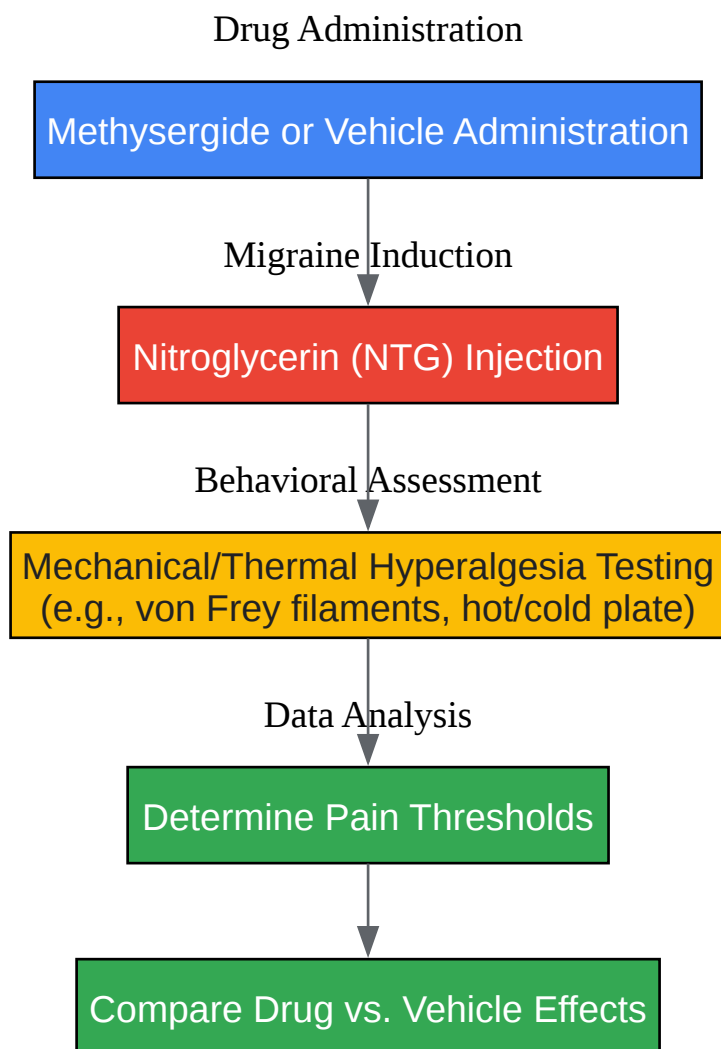 Drug Administration
Methysergide or Vehicle Administration
Migraine Induction
Nitroglycerin (NTG) Injection
Behavioral Assessment
Mechanical/Thermal Hyperalgesia Testing
(e.g., von Frey filaments, hot/cold plate)
Data Analysis
Determine Pain Thresholds
Compare Drug vs. Vehicle Effects